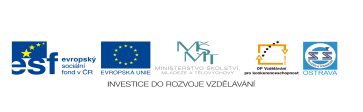 esf evropský sociální fond v ČR
EVROPSKÁ UNIE
MŠMT
MINISTERSTVO ŠKOLSTVÍ,
MLÁDEŽE A TĚLOVÝCHOVY
OP Vzdělávání
pro konkurenceschopnost
OSTRAVA
INVESTICE DO ROZVOJE VZDĚLÁVÁNÍ